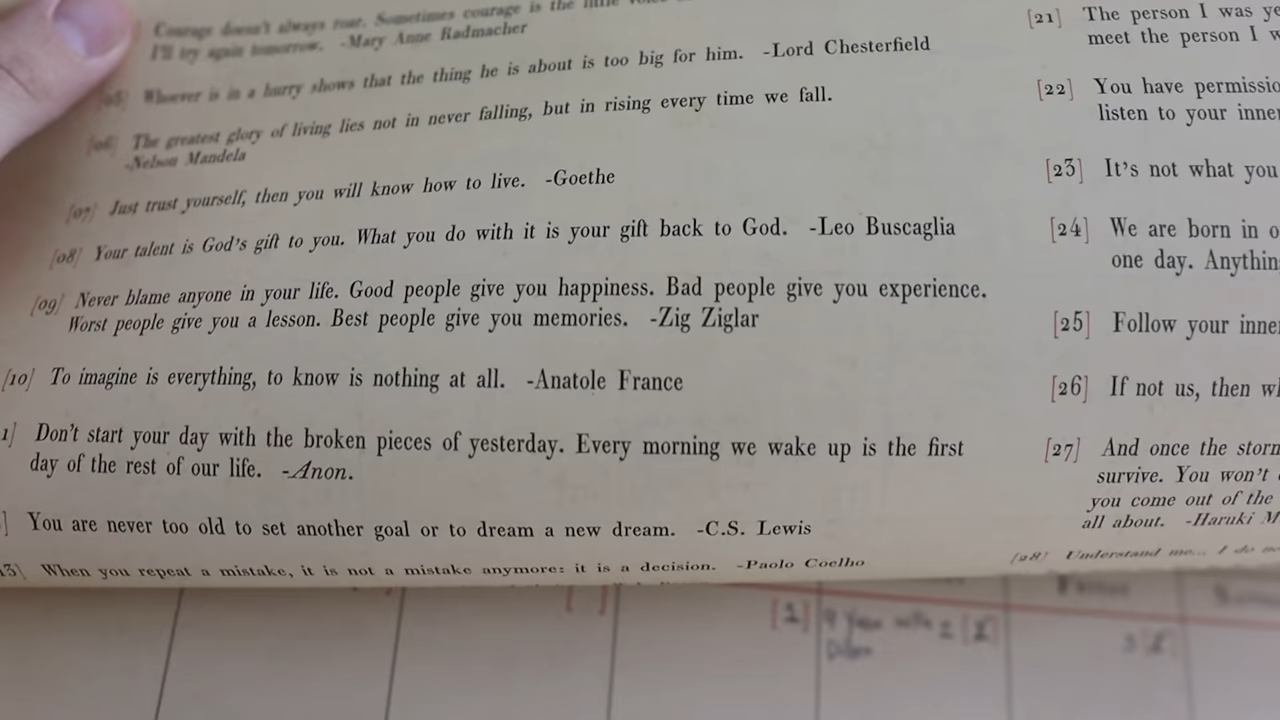 Courage doesn't always roar. Sometimes courage is the little voice
I'll try again tomorrow. -Mary Anne Radmacher
[05] Whoever is in a hurry shows that the thing he is about is too big for him. -Lord Chesterfield
[06] The greatest glory of living lies not in never falling, but in rising every time we fall.
-Nelson Mandela
[07] Just trust yourself, then you will know how to live. -Goethe
[08] Your talent is God's gift to you. What you do with it is your gift back to God. -Leo Buscaglia
[09] Never blame anyone in your life. Good people give you happiness. Bad people give you experience.
Worst people give you a lesson. Best people give you memories. -Zig Ziglar
[10] To imagine is everything, to know is nothing at all. -Anatole France
1] Don't start your day with the broken pieces of yesterday. Every morning we wake up is the first
day of the rest of our life. -Anon.
] You are never too old to set another goal or to dream a new dream. -C.S. Lewis
13] When you repeat a mistake, it is not a mistake anymore: it is a decision. -Paolo Coelho
[21] The person I was ye
meet the person I w
[22] You have permissio
listen to your inne
[23] It's not what you
[24] We are born in o
one day. Anythin
[25] Follow your inne
[26] If not us, then w
[27] And once the storm
survive. You won't
you come out of the
all about. -Haruki M
[28] Understand me... I do
[1]